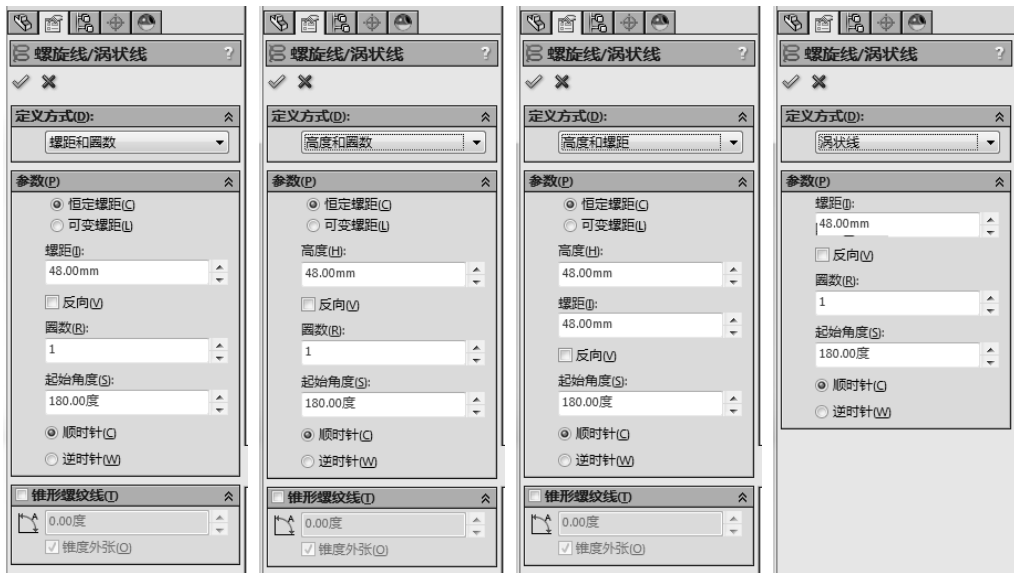 螺旋线/涡状线 ?
定义方式(D):
螺距和圈数
参数(P)
恒定螺距(C)
可变螺距(L)
螺距(I):
48.00mm
反向(V)
圈数(R):
1
起始角度(S):
180.00度
顺时针(C)
逆时针(W)
锥形螺纹线(T)
0.00度
锥度外张(O)
螺旋线/涡状线 ?
定义方式(D):
高度和圈数
参数(P)
恒定螺距(C)
可变螺距(L)
高度(H):
48.00mm
反向(V)
圈数(R):
1
起始角度(S):
180.00度
顺时针(C)
逆时针(W)
锥形螺纹线(T)
0.00度
锥度外张(O)
螺旋线/涡状线 ?
定义方式(D):
高度和螺距
参数(P)
恒定螺距(C)
可变螺距(L)
高度(H):
48.00mm
螺距(I):
48.00mm
反向(V)
起始角度(S):
180.00度
顺时针(C)
逆时针(W)
锥形螺纹线(T)
0.00度
锥度外张(O)
螺旋线/涡状线 ?
定义方式(D):
涡状线
参数(P)
螺距(I):
48.00mm
反向(V)
圈数(R):
1
起始角度(S):
180.00度
顺时针(C)
逆时针(W)